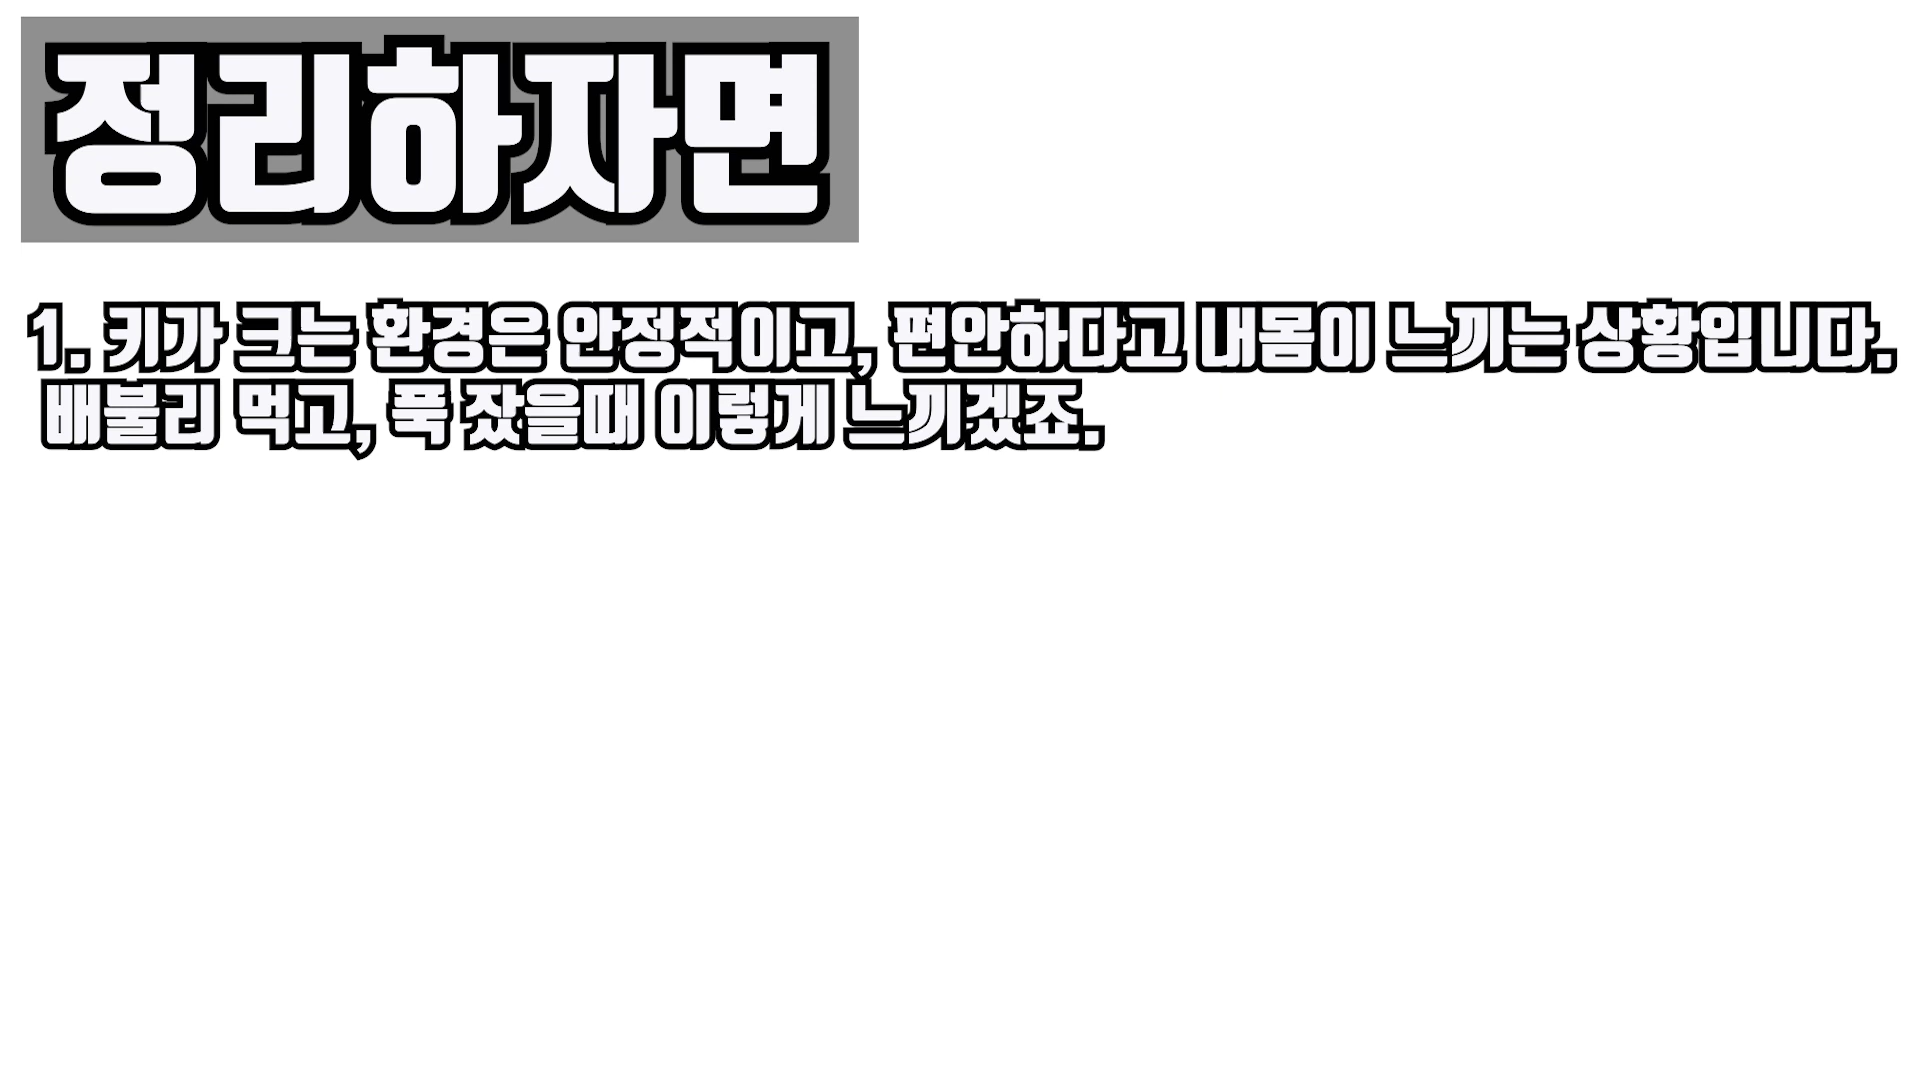 정리하자면
1. 키가 크는 환경은 안정적이고, 편안하다고 내몸이 느끼는 상황입니다.
배불리 먹고, 푹 잤을때 이렇게 느끼겠죠.